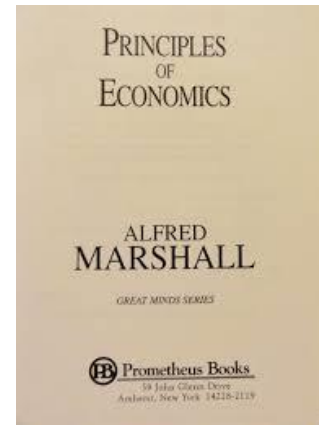 PRINCIPLES
OF
ECONOMICS
ALFRED
MARSHALL
GREAT MINDS SERIES
PB Prometheus Books
59 John Glenn Drive
Amherst, New York 14228-2119